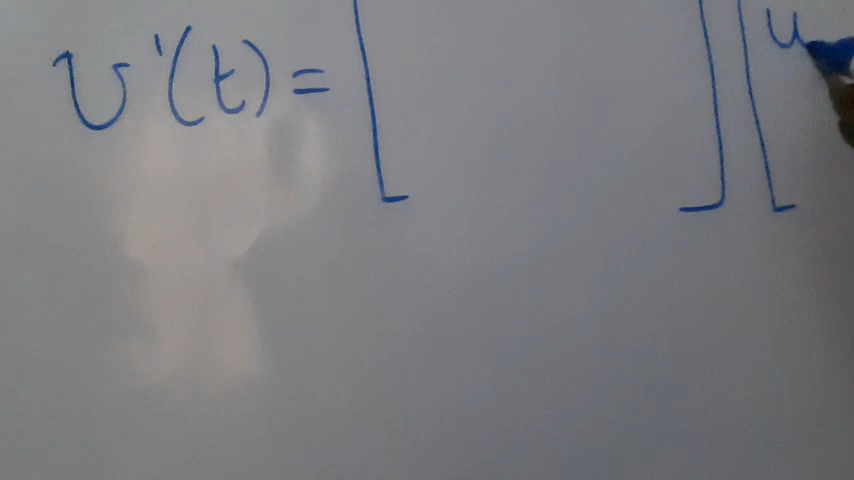 v'(t) = [ ] [ u